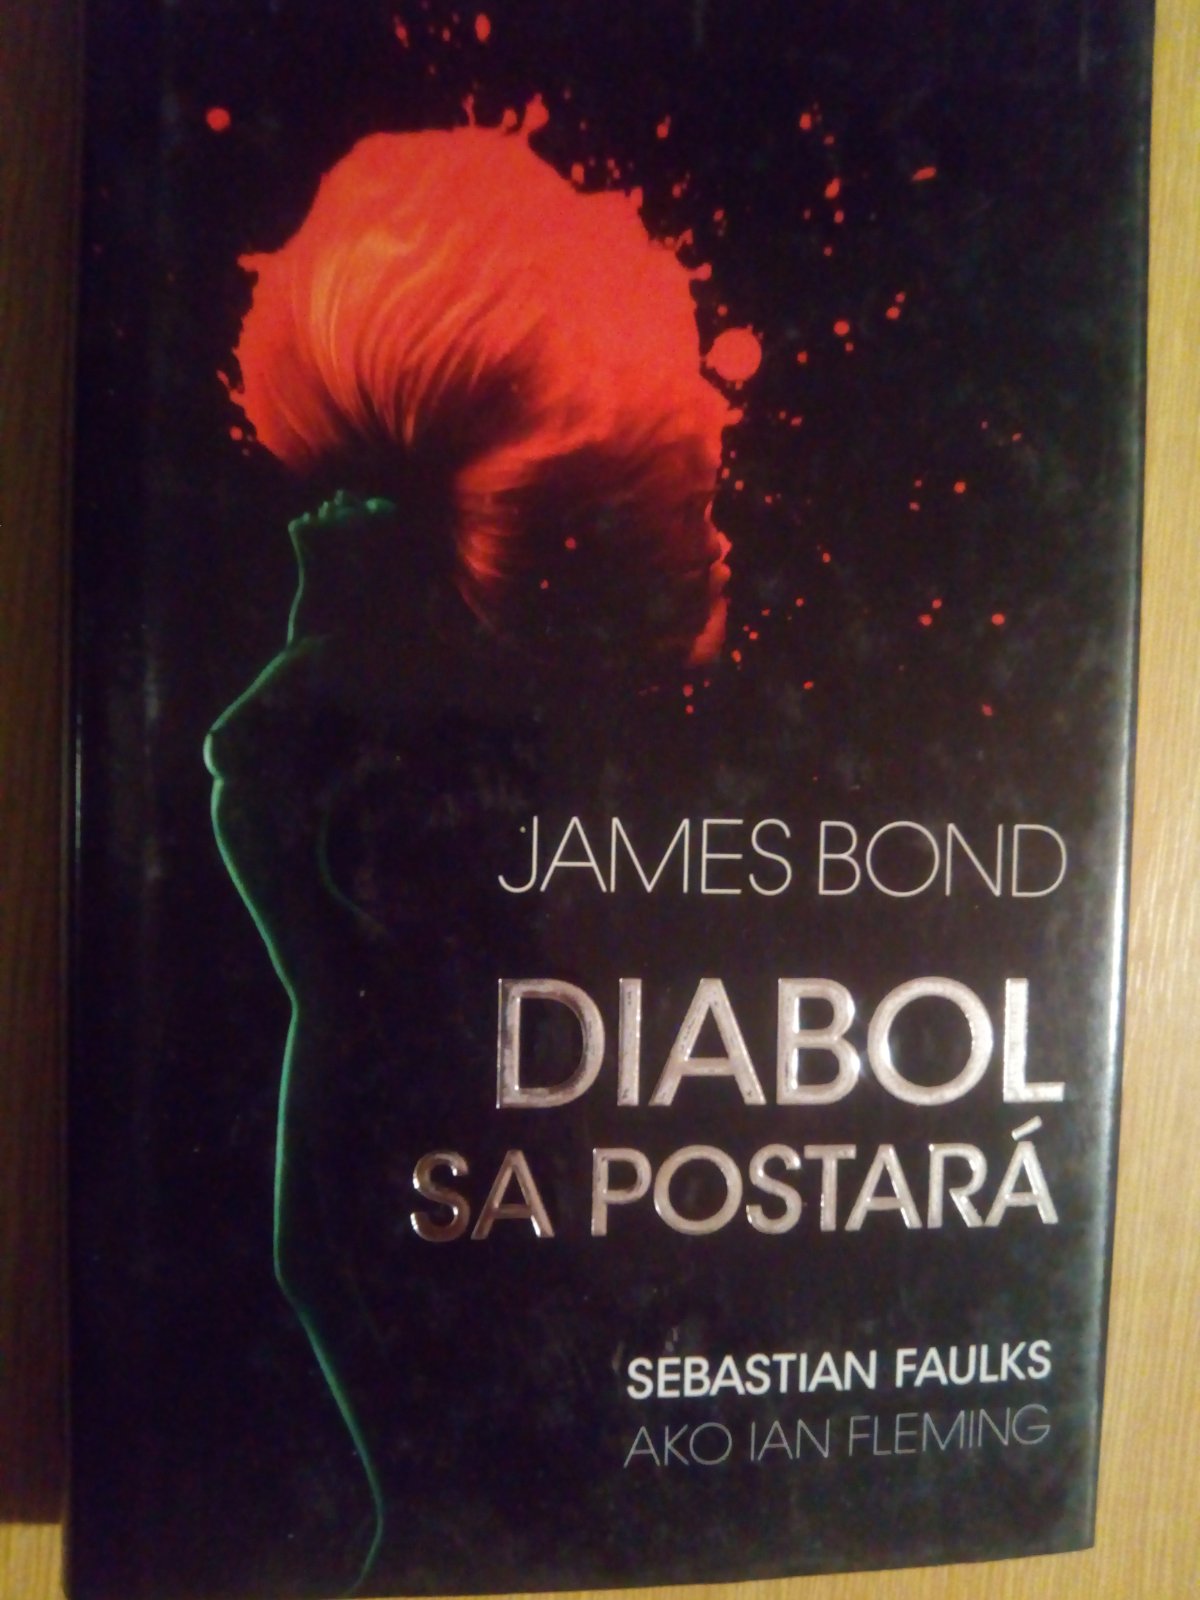 JAMES BOND
DIABOL
SA POSTARÁ
SEBASTIAN FAULKS
AKO IAN FLEMING